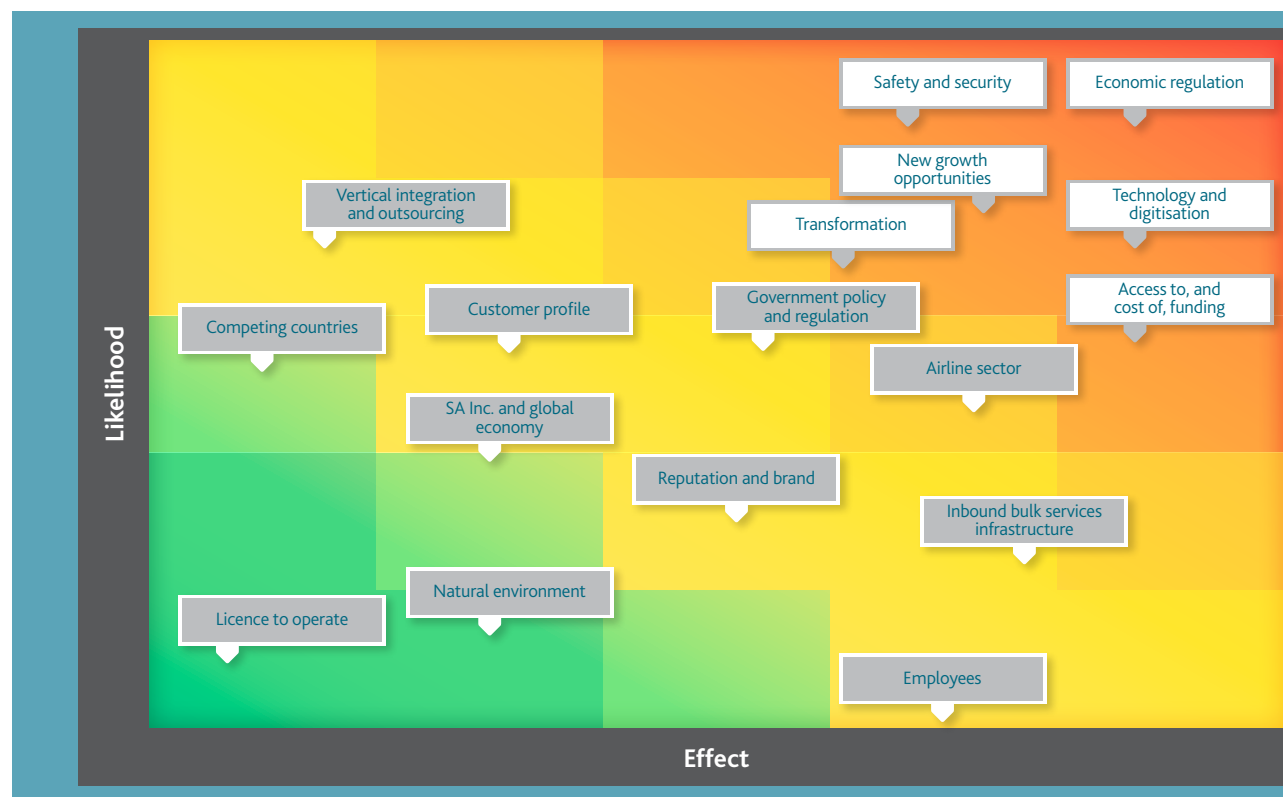 Safety and security
Economic regulation
New growth
opportunities
Vertical integration
and outsourcing
Technology and
digitisation
Transformation
Access to, and
cost of, funding
Government policy
and regulation
Customer profile
Competing countries
Airline sector
SA Inc. and global
economy
Reputation and brand
Inbound bulk services
infrastructure
Natural environment
Licence to operate
Employees
Likelihood
Effect